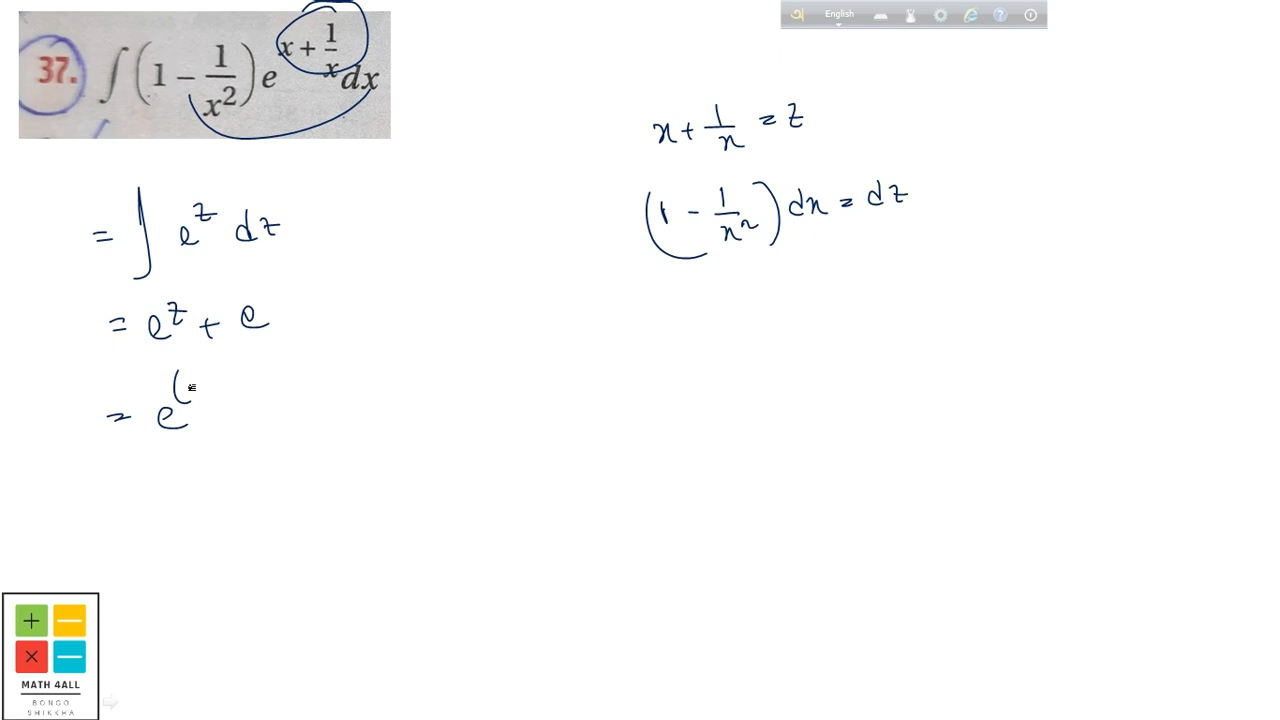 অ English
37. ∫ (1 − 1/x²) e^(x + 1/x) dx
x + 1/x = z
(1 − 1/x²) dx = dz
= ∫ e^z dz
= e^z + e
= e^(
MATH 4ALL
BONGO
SHIKKHA